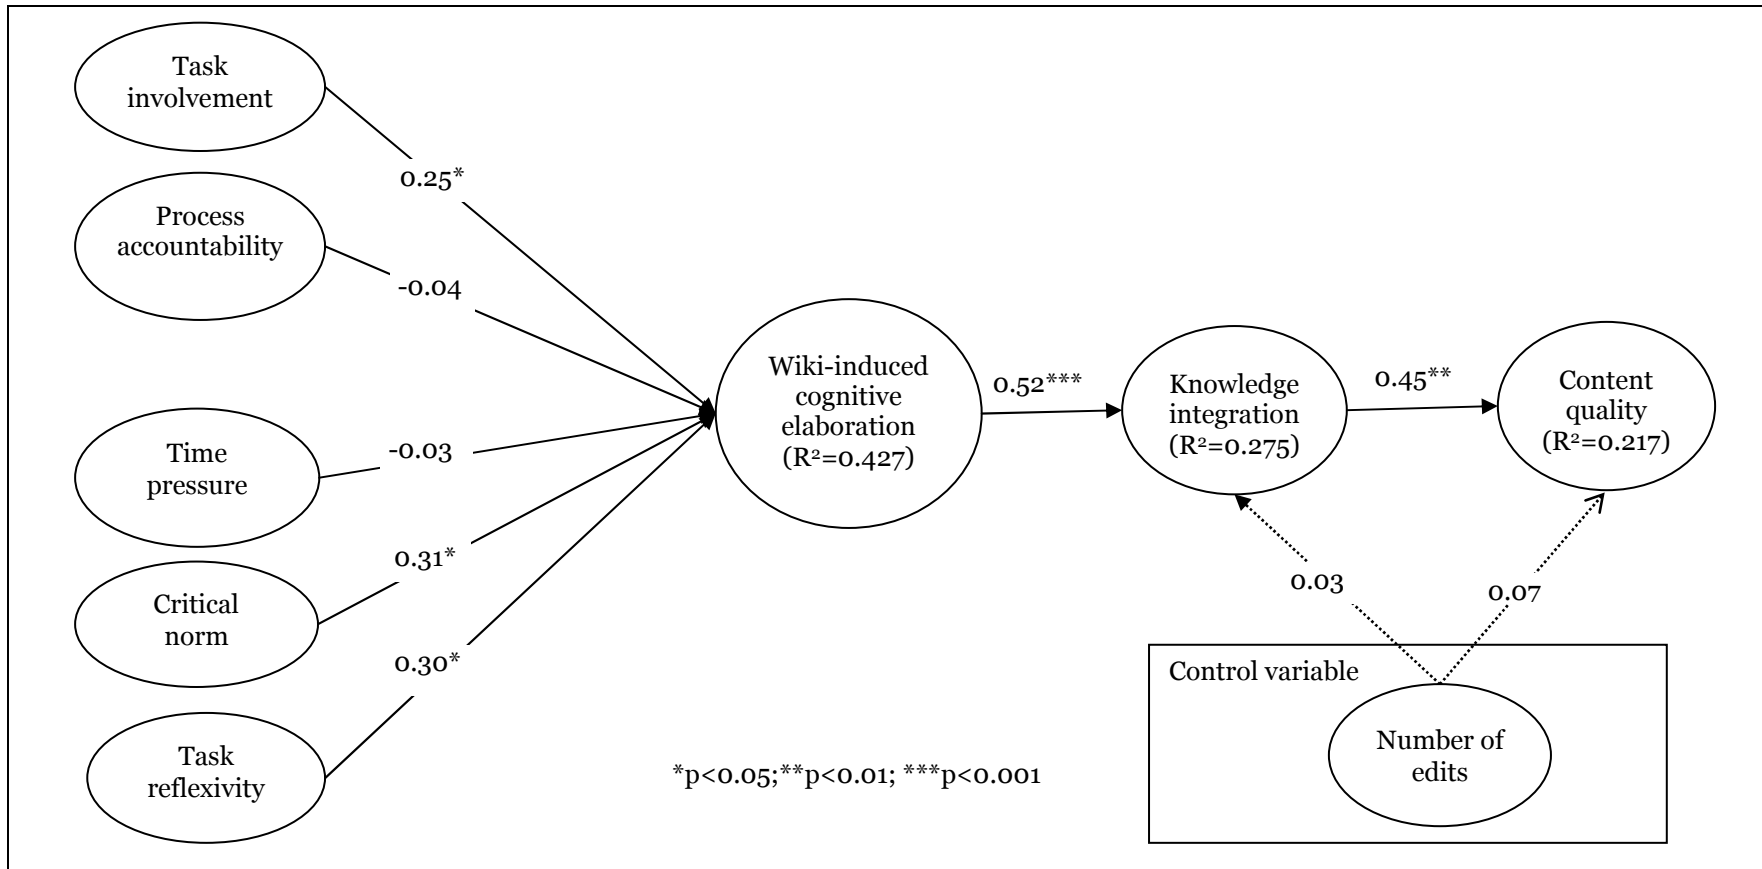 Task
involvement
0.25*
Process
accountability
-0.04
Wiki-induced
cognitive
elaboration
(R²=0.427)
0.52***
Knowledge
integration
(R²=0.275)
0.45**
Content
quality
(R²=0.217)
Time
pressure
-0.03
Critical
norm
0.31*
0.30*
Task
reflexivity
0.03
0.07
Control variable
Number of
edits
*p<0.05;**p<0.01; ***p<0.001